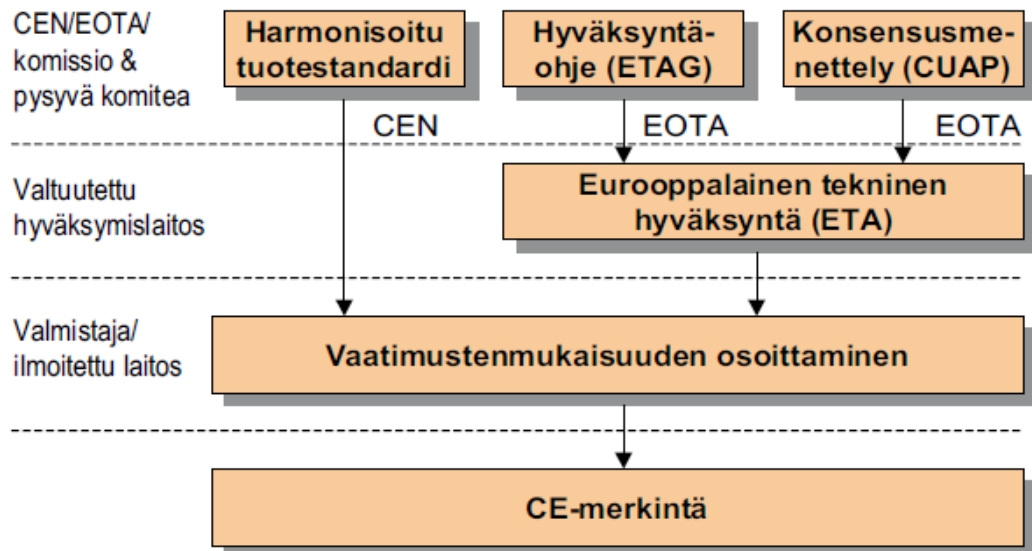 CEN/EOTA/
komissio &
pysyvä komitea
Harmonisoitu
tuotestandardi
Hyväksyntä-
ohje (ETAG)
Konsensusme-
nettely (CUAP)
CEN
EOTA
EOTA
Valtuutettu
hyväksymislaitos
Eurooppalainen tekninen
hyväksyntä (ETA)
Valmistaja/
ilmoitettu laitos
Vaatimustenmukaisuuden osoittaminen
CE-merkintä